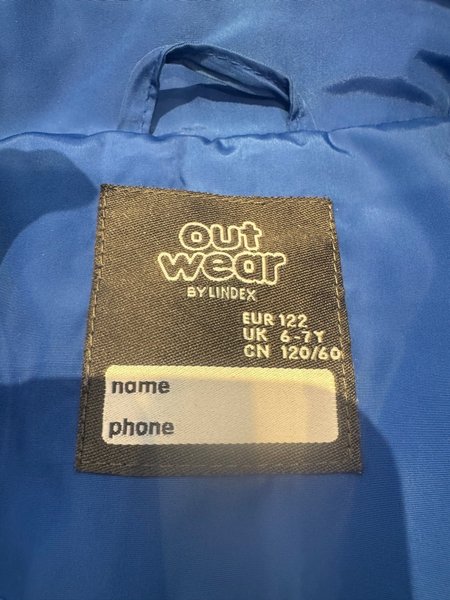 out
wear
BY LINDEX
EUR 122
UK 6-7Y
CN 120/60
name
phone